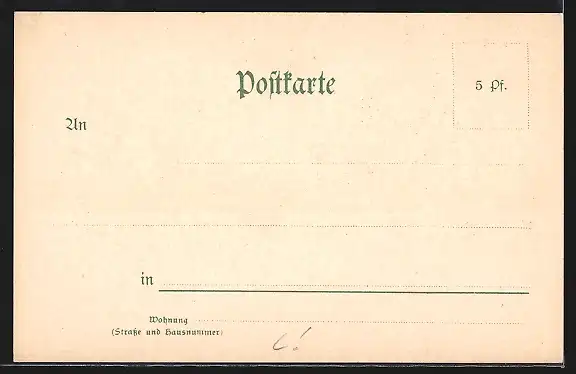 Postkarte
5 Pf.
An
in
Wohnung
(Straße und Hausnummer)